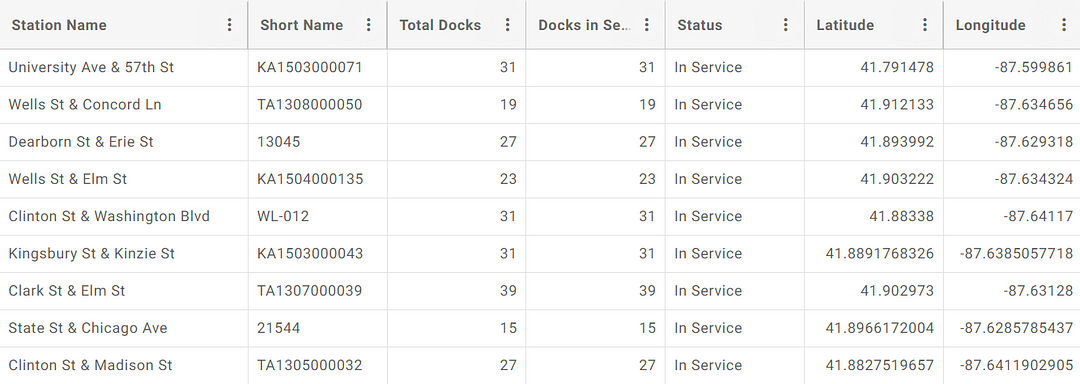 Station Name Short Name Total Docks Docks in Se... Status Latitude Longitude
University Ave & 57th St KA1503000071 31 31 In Service 41.791478 -87.599861
Wells St & Concord Ln TA1308000050 19 19 In Service 41.912133 -87.634656
Dearborn St & Erie St 13045 27 27 In Service 41.893992 -87.629318
Wells St & Elm St KA1504000135 23 23 In Service 41.903222 -87.634324
Clinton St & Washington Blvd WL-012 31 31 In Service 41.88338 -87.64117
Kingsbury St & Kinzie St KA1503000043 31 31 In Service 41.8891768326 -87.6385057718
Clark St & Elm St TA1307000039 39 39 In Service 41.902973 -87.63128
State St & Chicago Ave 21544 15 15 In Service 41.8966172004 -87.6285785437
Clinton St & Madison St TA1305000032 27 27 In Service 41.8827519657 -87.6411902905